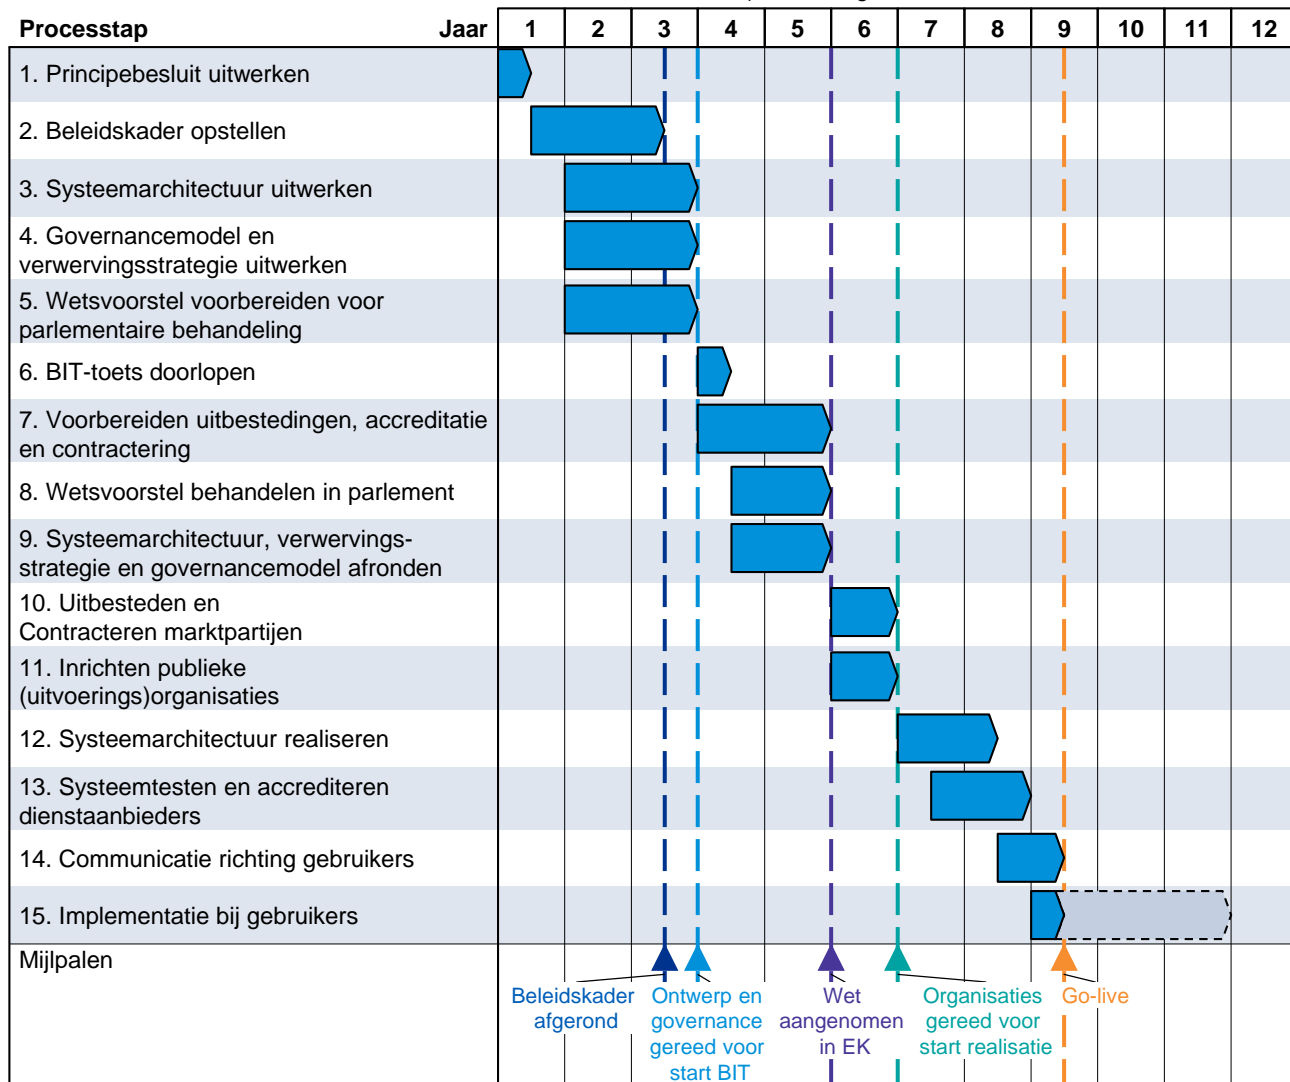 Processtap Jaar 1 2 3 4 5 6 7 8 9 10 11 12
1. Principebesluit uitwerken
2. Beleidskader opstellen
3. Systeemarchitectuur uitwerken
4. Governancemodel en
verwervingsstrategie uitwerken
5. Wetsvoorstel voorbereiden voor
parlementaire behandeling
6. BIT-toets doorlopen
7. Voorbereiden uitbestedingen, accreditatie
en contractering
8. Wetsvoorstel behandelen in parlement
9. Systeemarchitectuur, verwervings-
strategie en governancemodel afronden
10. Uitbesteden en
Contracteren marktpartijen
11. Inrichten publieke
(uitvoerings)organisaties
12. Systeemarchitectuur realiseren
13. Systeemtesten en accrediteren
dienstaanbieders
14. Communicatie richting gebruikers
15. Implementatie bij gebruikers
Mijlpalen
Beleidskader
afgerond
Ontwerp en
governance
gereed voor
start BIT
Wet
aangenomen
in EK
Organisaties
gereed voor
start realisatie
Go-live